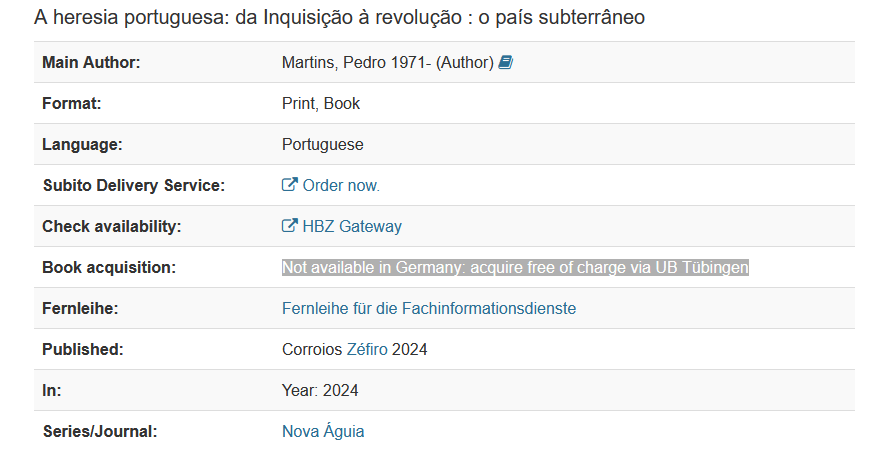 A heresia portuguesa: da Inquisição à revolução : o país subterrâneo
Main Author: Martins, Pedro 1971- (Author)
Format: Print, Book
Language: Portuguese
Subito Delivery Service: Order now.
Check availability: HBZ Gateway
Book acquisition: Not available in Germany: acquire free of charge via UB Tübingen
Fernleihe: Fernleihe für die Fachinformationsdienste
Published: Corroios Zéfiro 2024
In: Year: 2024
Series/Journal: Nova Águia